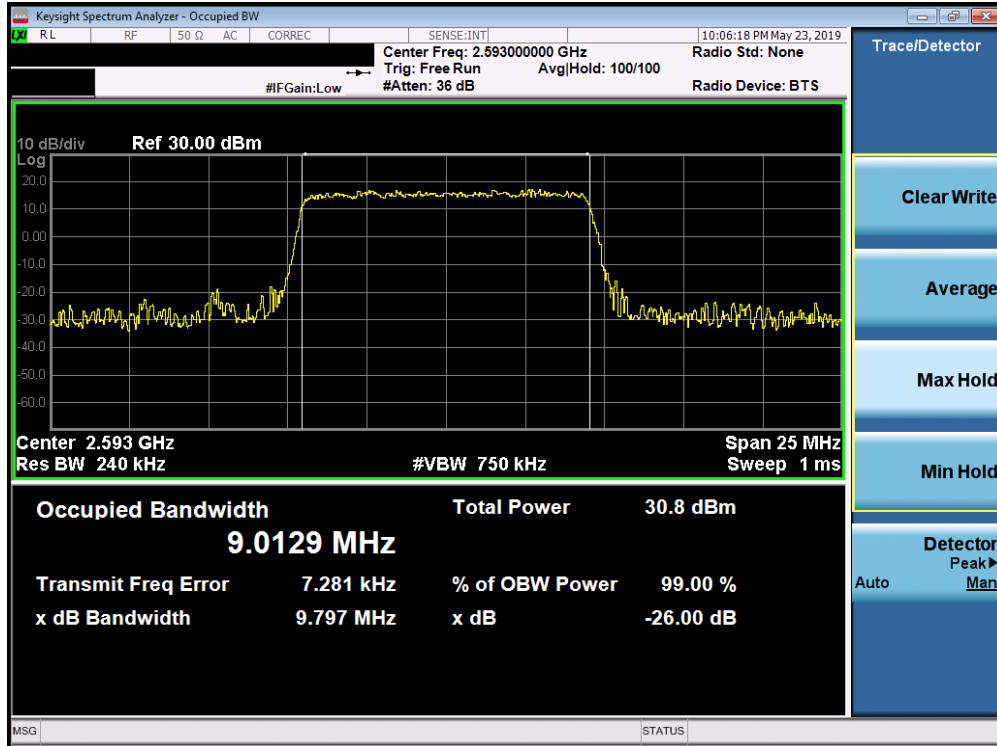 Keysight Spectrum Analyzer - Occupied BW
LXI RL RF 50 Ω AC CORREC SENSE:INT 10:06:18 PM May 23, 2019
Center Freq: 2.593000000 GHz Radio Std: None
Trig: Free Run Avg|Hold: 100/100
#IFGain:Low #Atten: 36 dB Radio Device: BTS
10 dB/div Ref 30.00 dBm
Log
20.0
10.0
0.00
-10.0
-20.0
-30.0
-40.0
-50.0
-60.0
Center 2.593 GHz Span 25 MHz
Res BW 240 kHz #VBW 750 kHz Sweep 1 ms
Occupied Bandwidth Total Power 30.8 dBm
9.0129 MHz
Transmit Freq Error 7.281 kHz % of OBW Power 99.00 %
x dB Bandwidth 9.797 MHz x dB -26.00 dB
MSG STATUS
Trace/Detector
Clear Write
Average
Max Hold
Min Hold
Detector
Peak▶
Auto Man